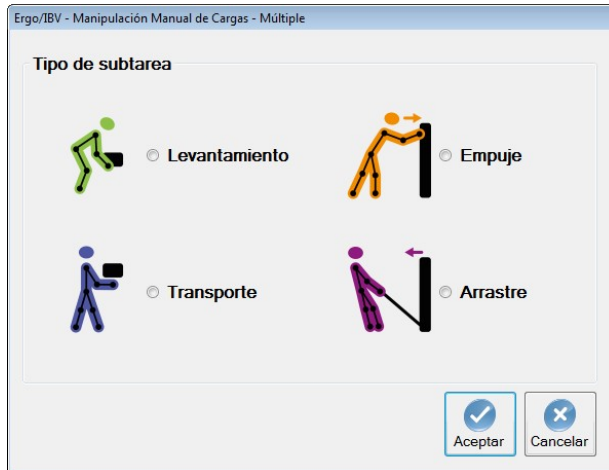 Ergo/IBV - Manipulación Manual de Cargas - Múltiple
Tipo de subtarea
Levantamiento
Empuje
Transporte
Arrastre
Aceptar
Cancelar